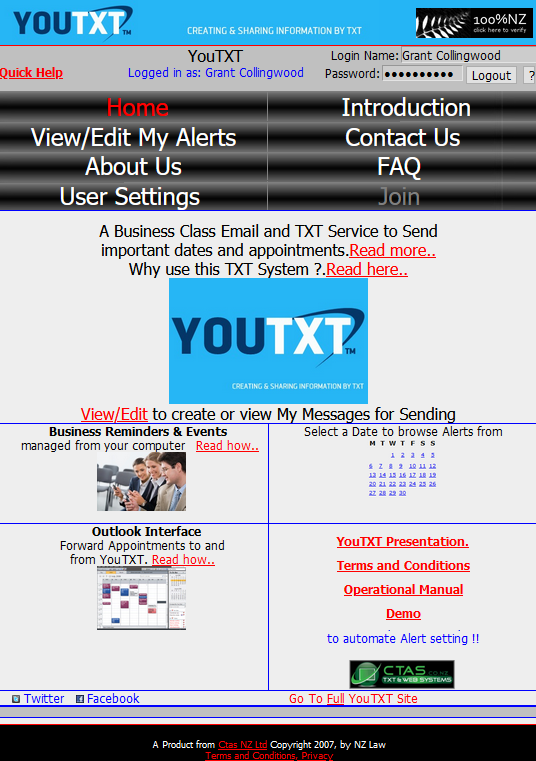 YOUTXT™
CREATING & SHARING INFORMATION BY TXT
100%NZ
click here to verify
YouTXT
Login Name: Grant Collingwood
Quick Help
Logged in as: Grant Collingwood
Password: ●●●●●●●●●● Logout ?
Home
Introduction
View/Edit My Alerts
Contact Us
About Us
FAQ
User Settings
Join
A Business Class Email and TXT Service to Send
important dates and appointments.Read more..
Why use this TXT System ?.Read here..
YOUTXT™
CREATING & SHARING INFORMATION BY TXT
View/Edit to create or view My Messages for Sending
Business Reminders & Events
managed from your computer Read how..
Select a Date to browse Alerts from
M T W T F S S
1 2 3 4 5
6 7 8 9 10 11 12
13 14 15 16 17 18 19
20 21 22 23 24 25 26
27 28 29 30
Outlook Interface
Forward Appointments to and
from YouTXT. Read how..
YouTXT Presentation.
Terms and Conditions
Operational Manual
Demo
to automate Alert setting !!
CTAS.CO.NZ
TXT & WEB SYSTEMS
Twitter Facebook
Go To Full YouTXT Site
A Product from Ctas NZ Ltd Copyright 2007, by NZ Law
Terms and Conditions, Privacy